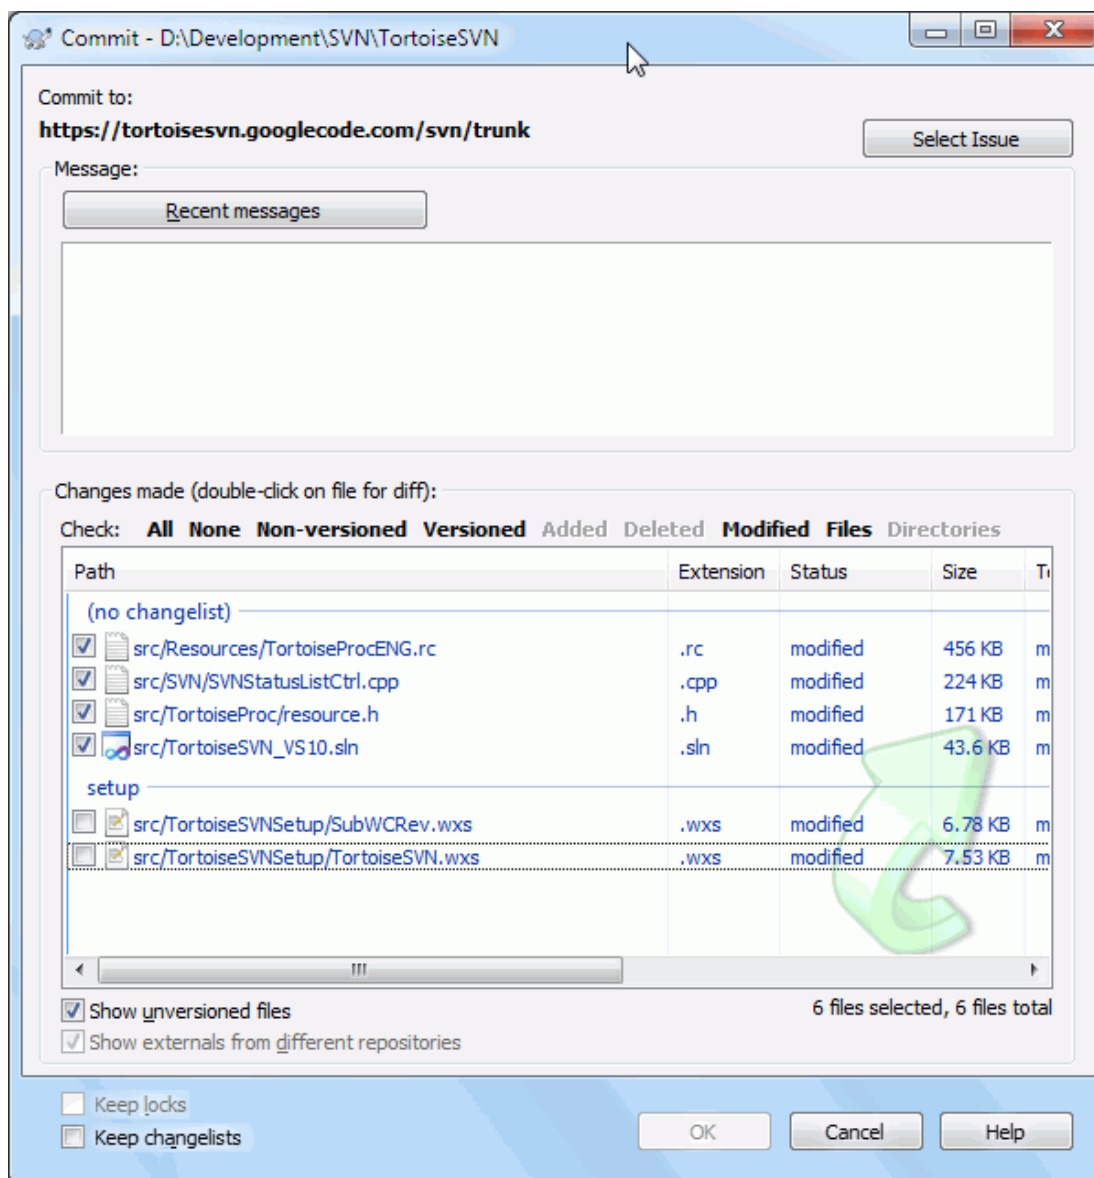 Commit - D:\Development\SVN\TortoiseSVN
Commit to:
https://tortoisesvn.googlecode.com/svn/trunk
Select Issue
Message:
Recent messages
Changes made (double-click on file for diff):
Check: All None Non-versioned Versioned Added Deleted Modified Files Directories
Path Extension Status Size
(no changelist)
src/Resources/TortoiseProcENG.rc .rc modified 456 KB
src/SVN/SVNStatusListCtrl.cpp .cpp modified 224 KB
src/TortoiseProc/resource.h .h modified 171 KB
src/TortoiseSVN_VS10.sln .sln modified 43.6 KB
setup
src/TortoiseSVNSetup/SubWCRev.wxs .wxs modified 6.78 KB
src/TortoiseSVNSetup/TortoiseSVN.wxs .wxs modified 7.53 KB
Show unversioned files
6 files selected, 6 files total
Show externals from different repositories
Keep locks
Keep changelists
OK Cancel Help